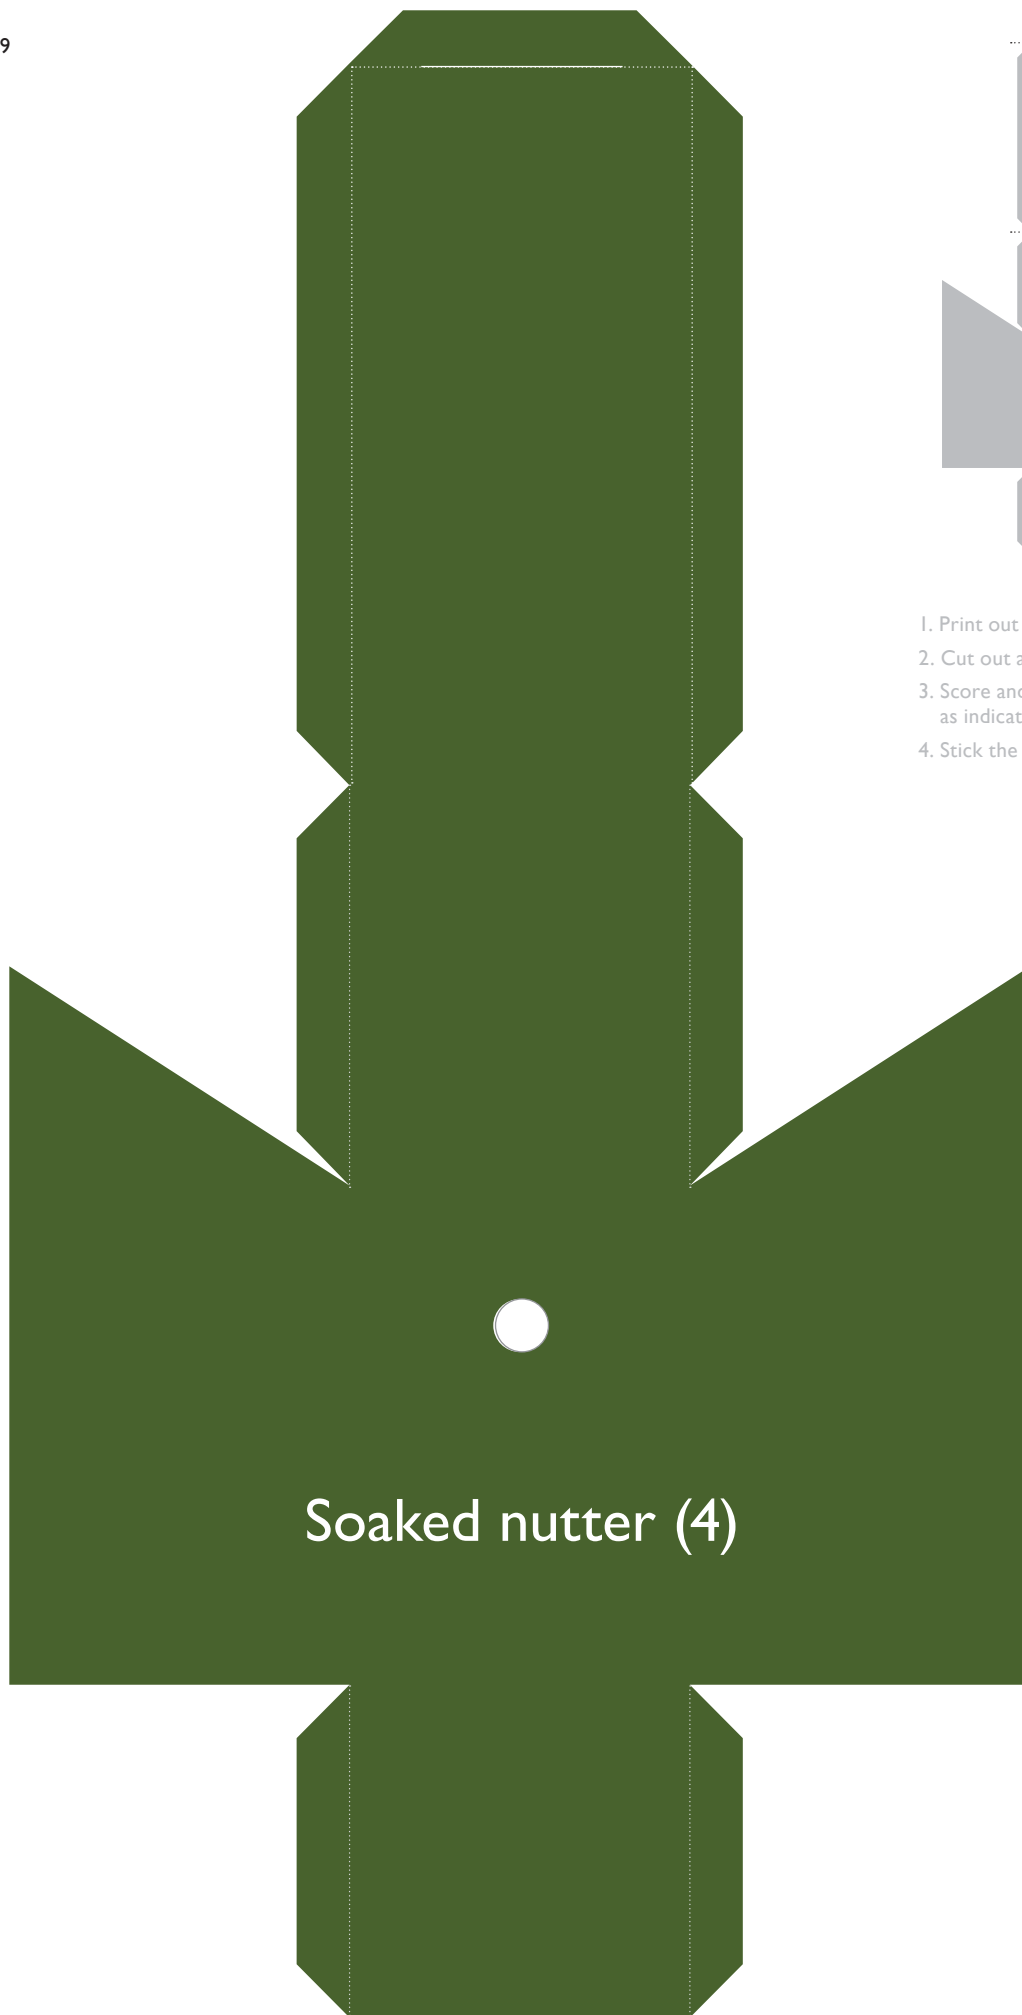 9
1. Print out
2. Cut out a
3. Score and
as indicat
4. Stick the
Soaked nutter (4)